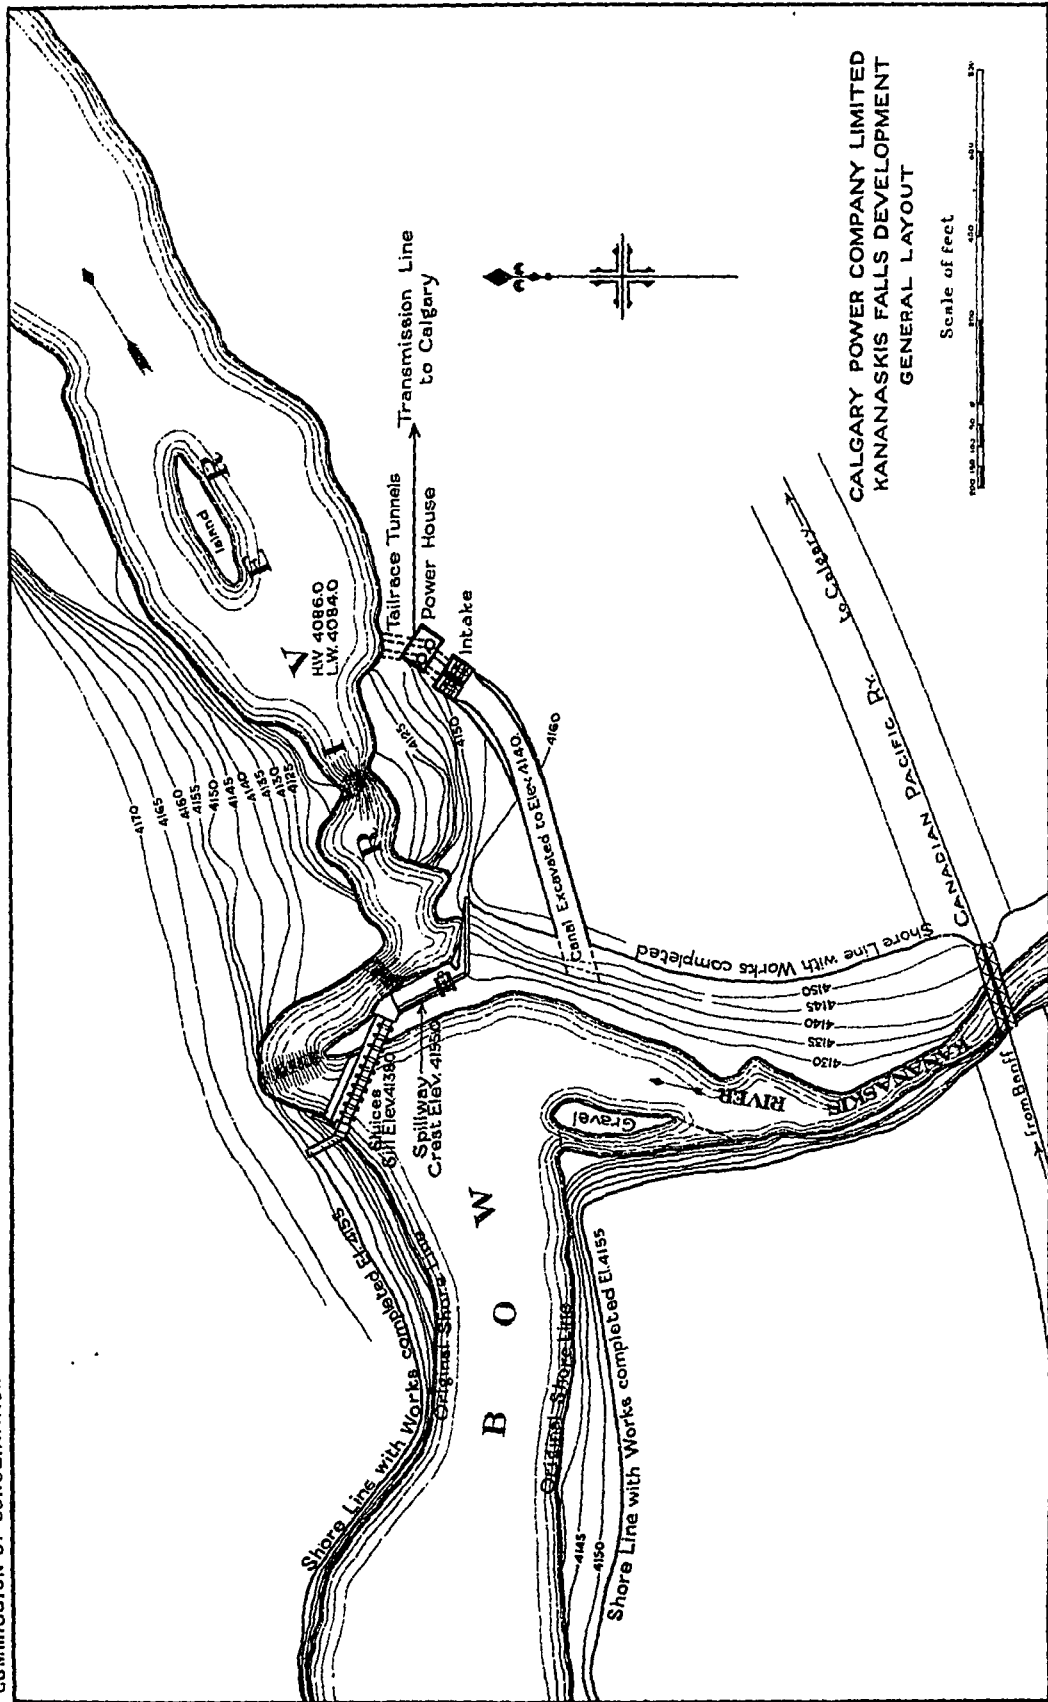 CALGARY POWER COMPANY LIMITED
KANANASKIS FALLS DEVELOPMENT
GENERAL LAYOUT
Scale of feet
Transmission Line
to Calgary
Tailrace Tunnels
Power House
Intake
Island
H.W. 4086.0
L.W. 4084.0
BOW
RIVER
4170
4165
4160
4155
4150
4145
4140
4135
4130
4125
4125
4150
4160
Canal Excavated to Elev. 4140
Sluices
Sill Elev. 4138.0
Spillway
Crest Elev. 4155.0
Shore Line with Works completed El. 4155
Original Shore Line
Original Shore Line
Shore Line with Works completed El. 4155
4145
4150
Gravel
KANANASKIS
RIVER
Shore Line with Works completed
4150
4145
4140
4135
4130
CANADIAN PACIFIC RY.
to Calgary
from Banff